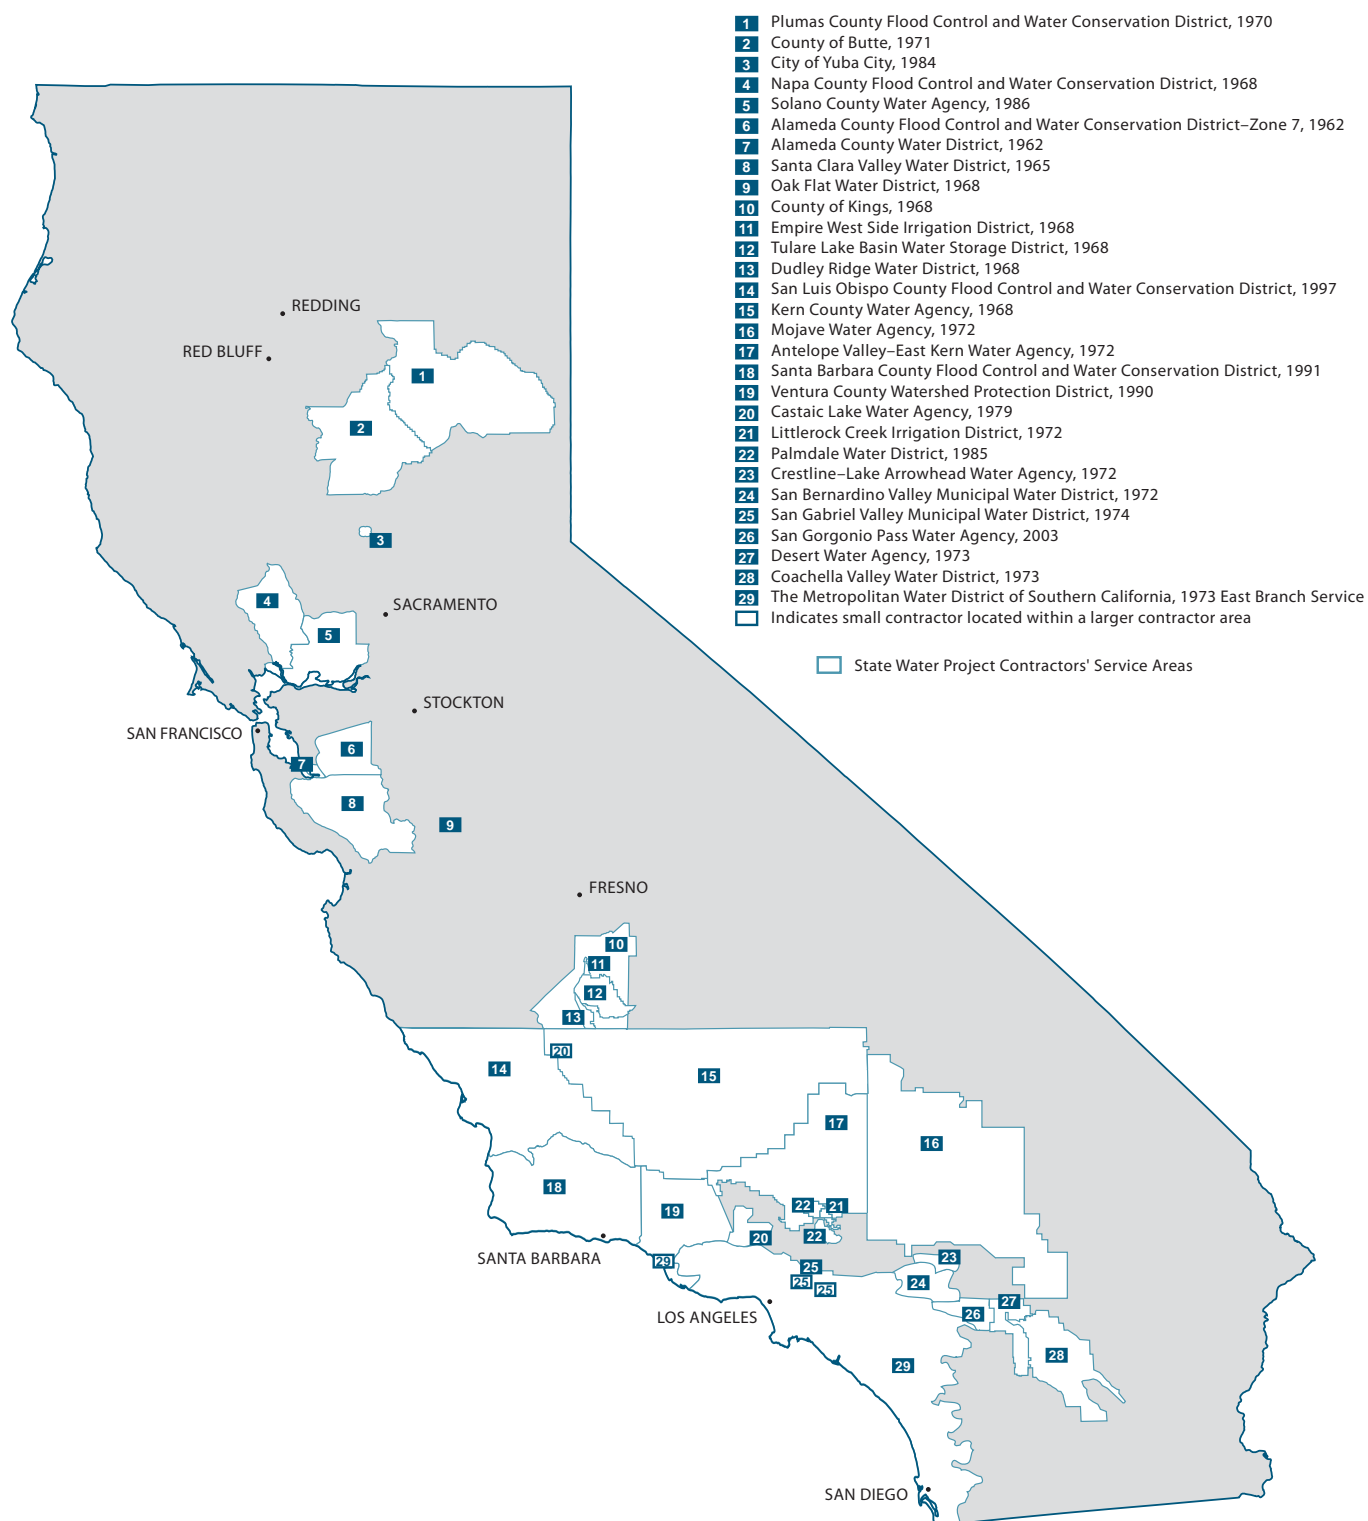 1 Plumas County Flood Control and Water Conservation District, 1970
2 County of Butte, 1971
3 City of Yuba City, 1984
4 Napa County Flood Control and Water Conservation District, 1968
5 Solano County Water Agency, 1986
6 Alameda County Flood Control and Water Conservation District–Zone 7, 1962
7 Alameda County Water District, 1962
8 Santa Clara Valley Water District, 1965
9 Oak Flat Water District, 1968
10 County of Kings, 1968
11 Empire West Side Irrigation District, 1968
12 Tulare Lake Basin Water Storage District, 1968
13 Dudley Ridge Water District, 1968
14 San Luis Obispo County Flood Control and Water Conservation District, 1997
15 Kern County Water Agency, 1968
16 Mojave Water Agency, 1972
17 Antelope Valley–East Kern Water Agency, 1972
18 Santa Barbara County Flood Control and Water Conservation District, 1991
19 Ventura County Watershed Protection District, 1990
20 Castaic Lake Water Agency, 1979
21 Littlerock Creek Irrigation District, 1972
22 Palmdale Water District, 1985
23 Crestline–Lake Arrowhead Water Agency, 1972
24 San Bernardino Valley Municipal Water District, 1972
25 San Gabriel Valley Municipal Water District, 1974
26 San Gorgonio Pass Water Agency, 2003
27 Desert Water Agency, 1973
28 Coachella Valley Water District, 1973
29 The Metropolitan Water District of Southern California, 1973 East Branch Service
Indicates small contractor located within a larger contractor area
State Water Project Contractors' Service Areas
REDDING
RED BLUFF
1
2
3
4
SACRAMENTO
5
STOCKTON
SAN FRANCISCO
6
7
8
9
FRESNO
10
11
12
13
20
14
15
17
16
18
22
21
19
22
20
SANTA BARBARA
23
29
25
25
24
25
27
LOS ANGELES
26
28
29
SAN DIEGO